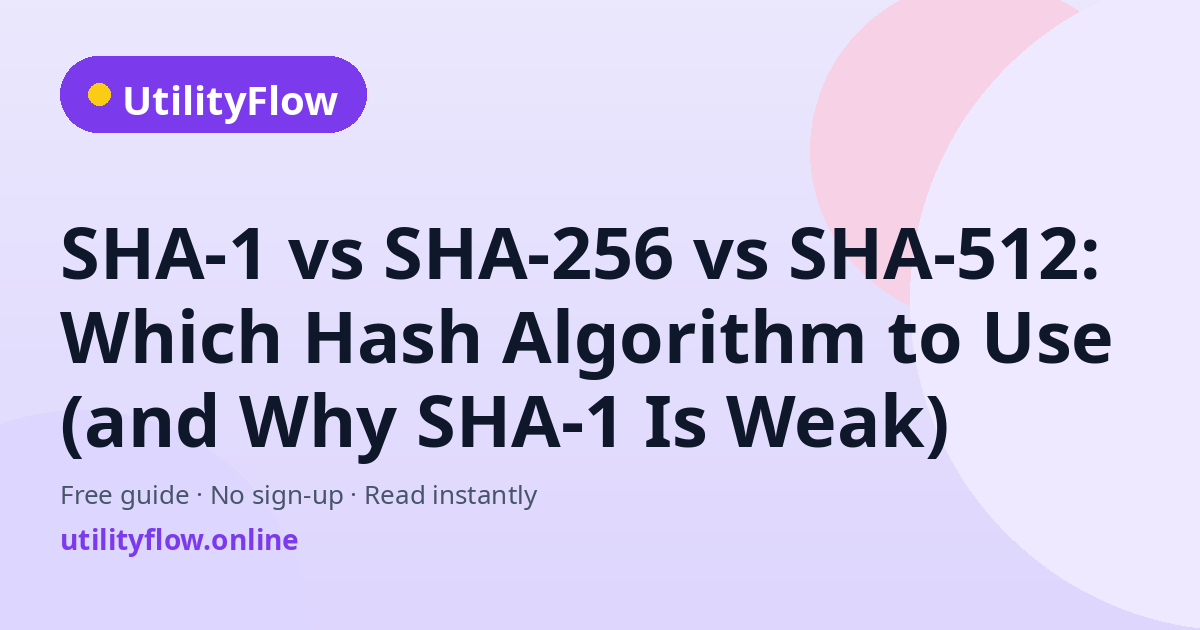 UtilityFlow
SHA-1 vs SHA-256 vs SHA-512:
Which Hash Algorithm to Use
(and Why SHA-1 Is Weak)
Free guide · No sign-up · Read instantly
utilityflow.online